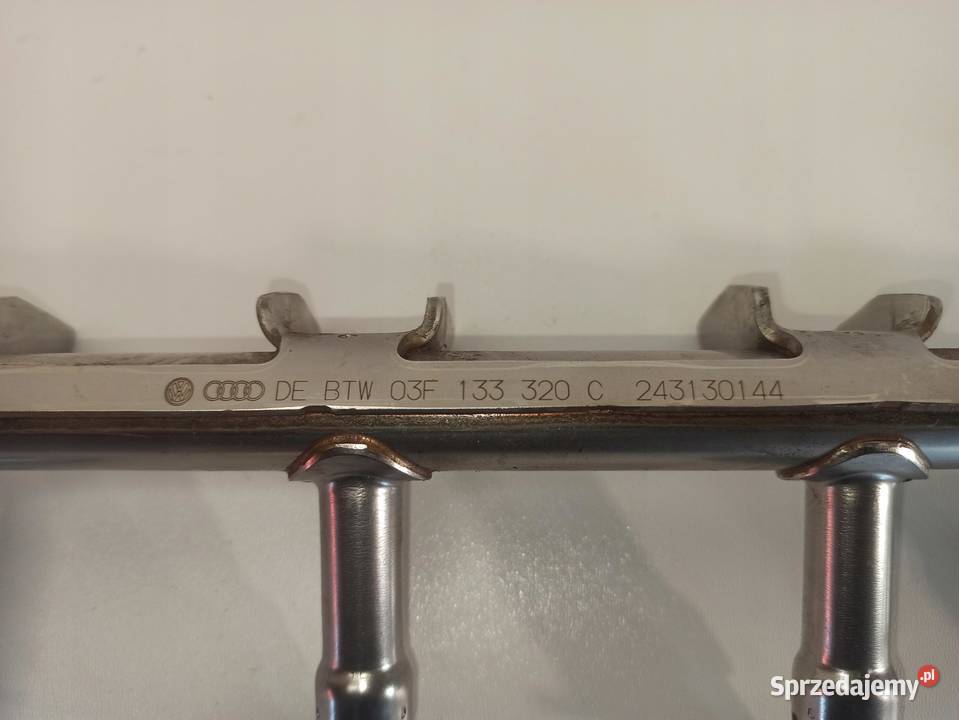 DE BTW 03F 133 320 C 243130144
Sprzedajemy.pl